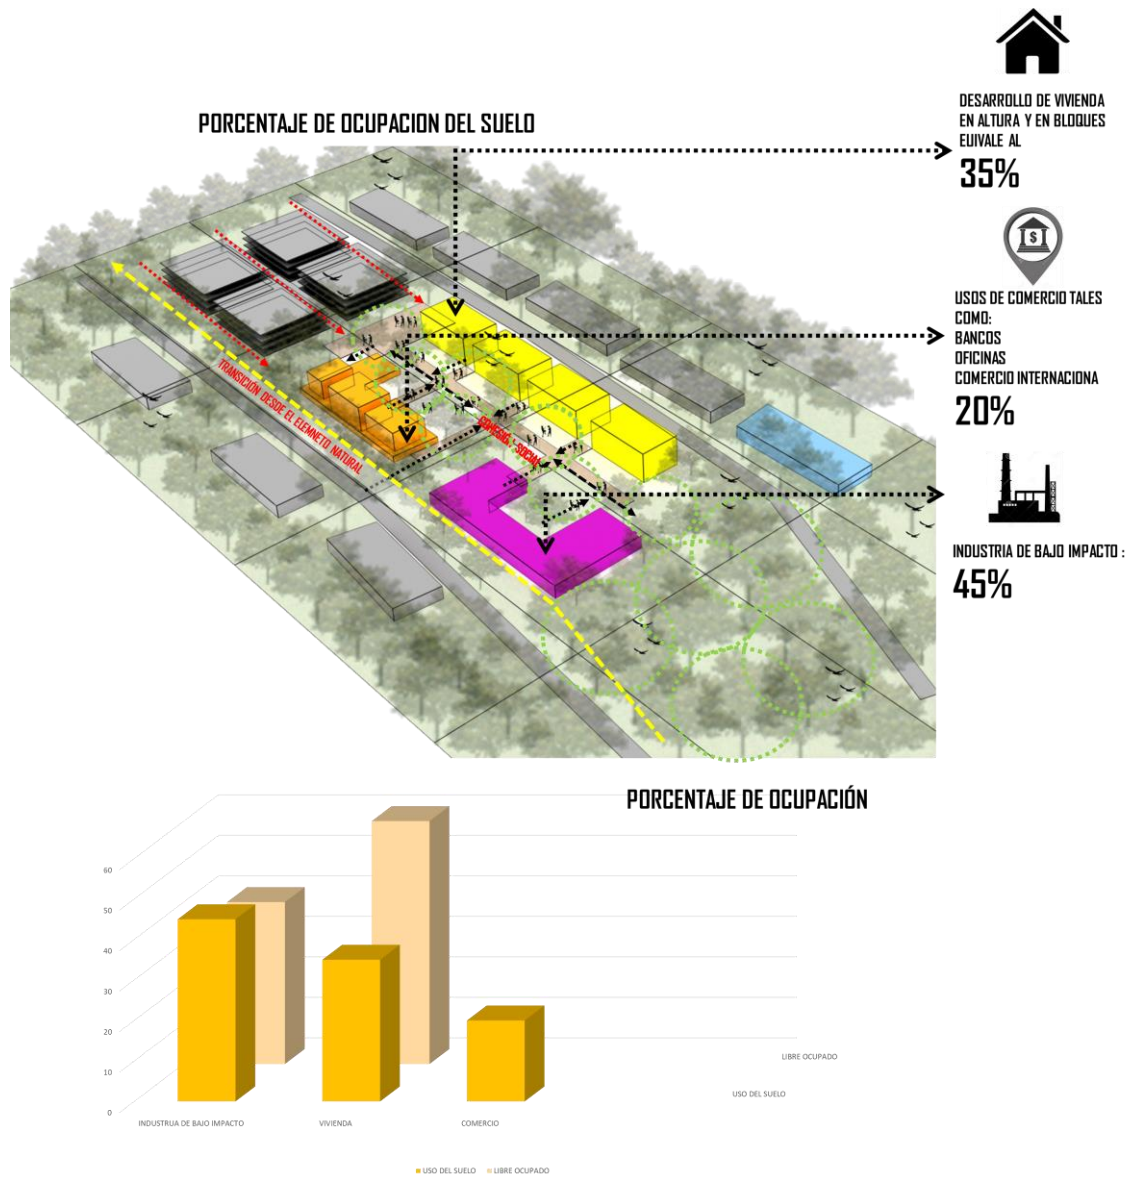 PORCENTAJE DE OCUPACION DEL SUELO
DESARROLLO DE VIVIENDA
EN ALTURA Y EN BLOQUES
EUIVALE AL
35%
$
USOS DE COMERCIO TALES
COMO:
BANCOS
OFICINAS
COMERCIO INTERNACIONA
20%
INDUSTRIA DE BAJO IMPACTO :
45%
TRANSICIÓN DESDE EL ELEMNETO NATURAL
SOCIAL
PORCENTAJE DE OCUPACIÓN
60
50
40
30
20
10
0
INDUSTRUA DE BAJO IMPACTO
VIVIENDA
COMERCIO
LIBRE OCUPADO
USO DEL SUELO
USO DEL SUELO
LIBRE OCUPADO